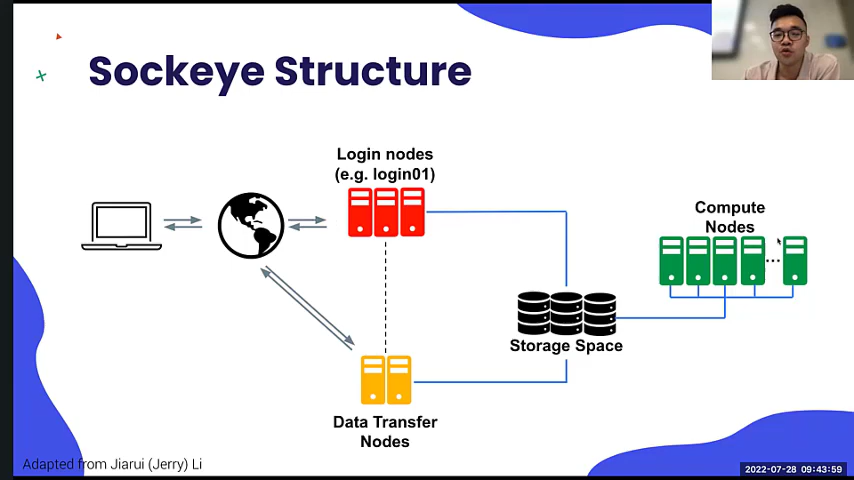 Sockeye Structure
Login nodes
(e.g. login01)
Compute
Nodes
...
Storage Space
Data Transfer
Nodes
Adapted from Jiarui (Jerry) Li
2022-07-28 09:43:59